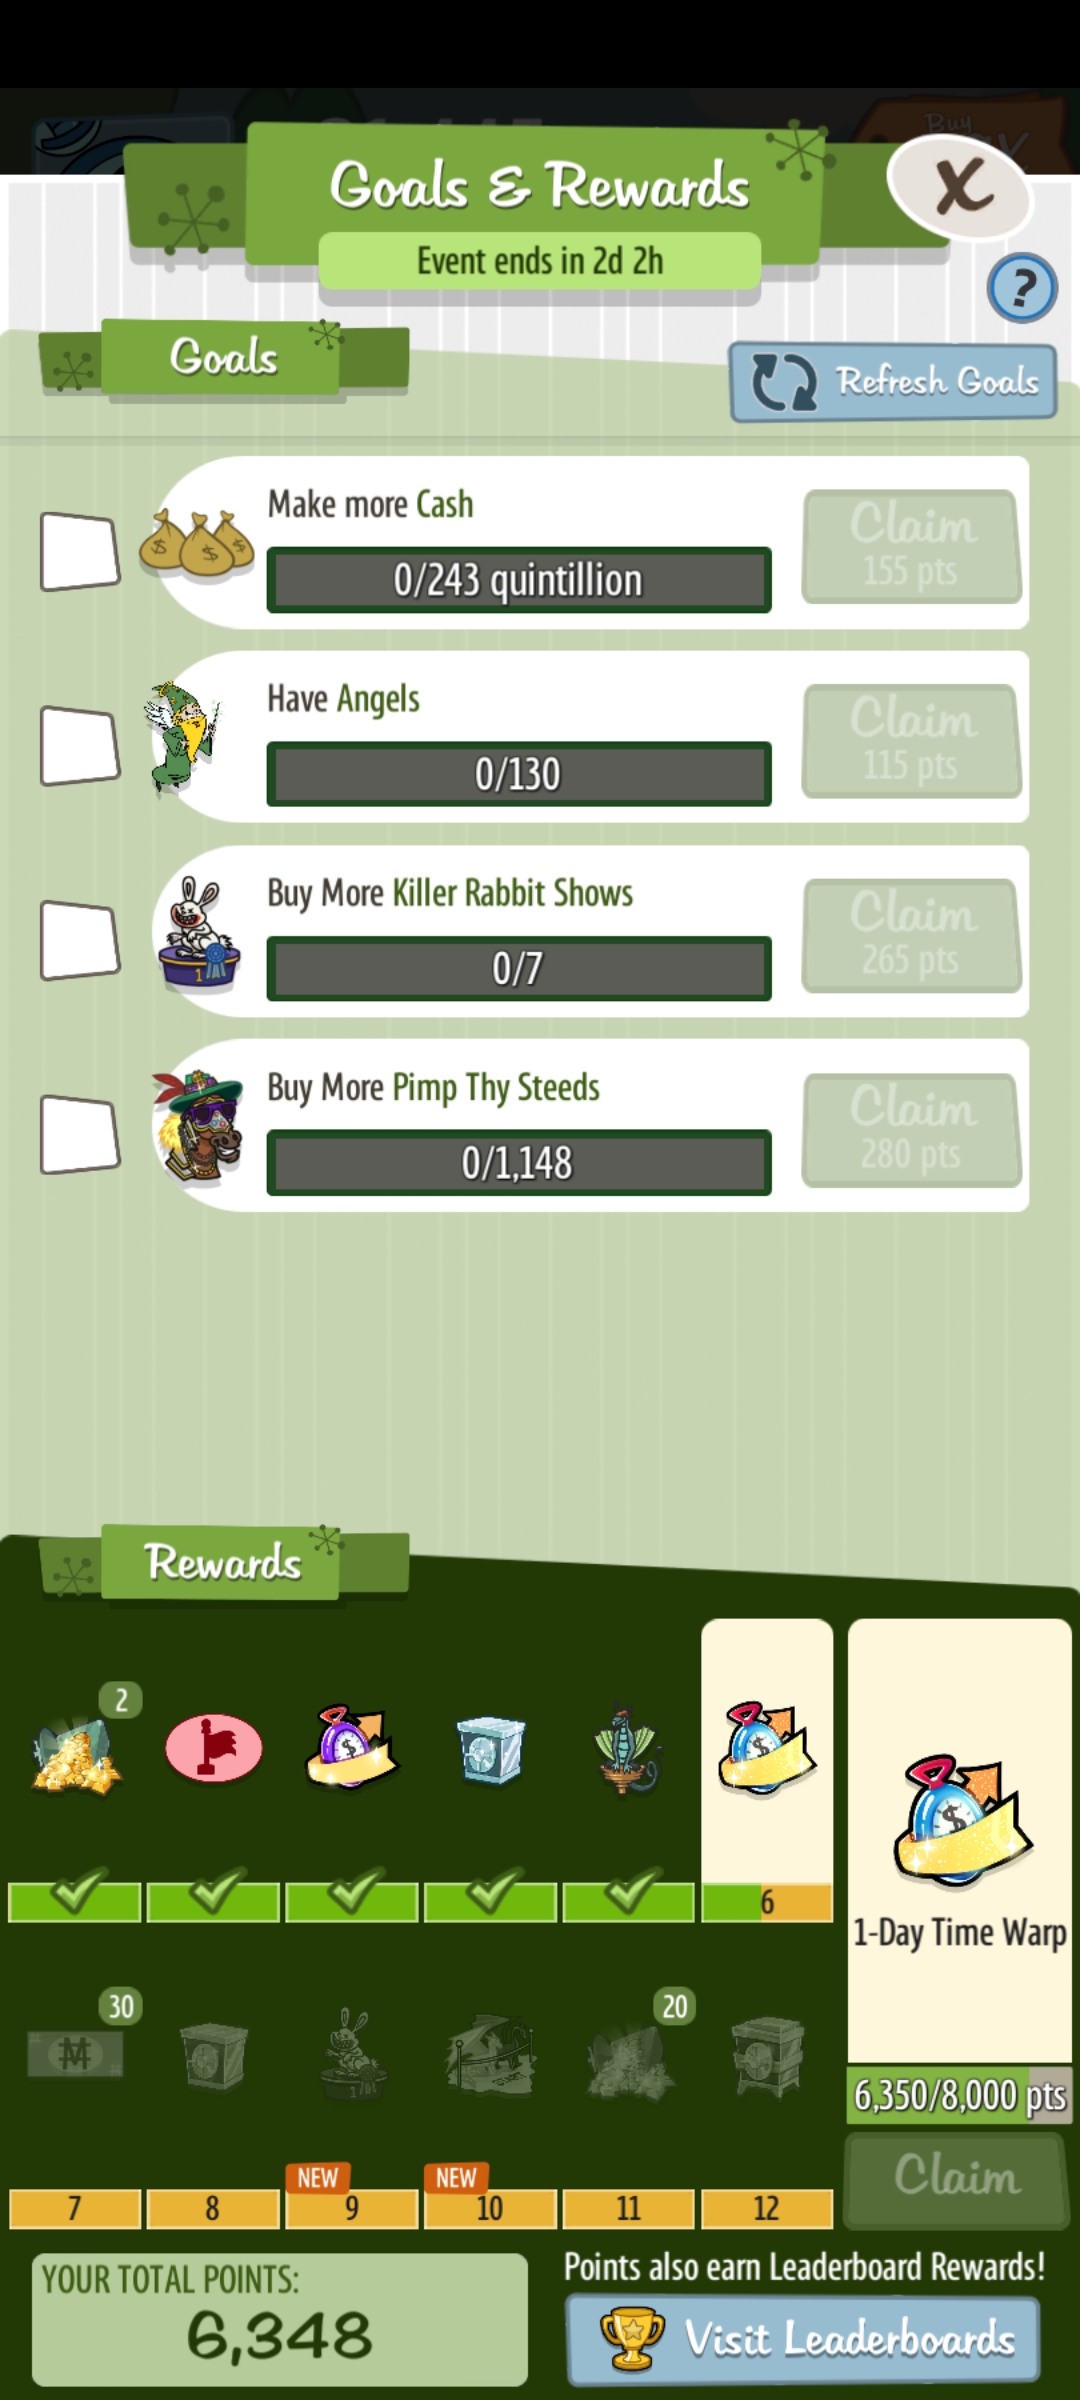 Buy
Goals & Rewards
X
Event ends in 2d 2h
?
Goals
Refresh Goals
Make more Cash
0/243 quintillion
Claim
155 pts
Have Angels
0/130
Claim
115 pts
Buy More Killer Rabbit Shows
0/7
Claim
265 pts
Buy More Pimp Thy Steeds
0/1,148
Claim
280 pts
Rewards
2
6
1-Day Time Warp
30
20
6,350/8,000 pts
Claim
NEW
NEW
7
8
9
10
11
12
YOUR TOTAL POINTS:
6,348
Points also earn Leaderboard Rewards!
Visit Leaderboards